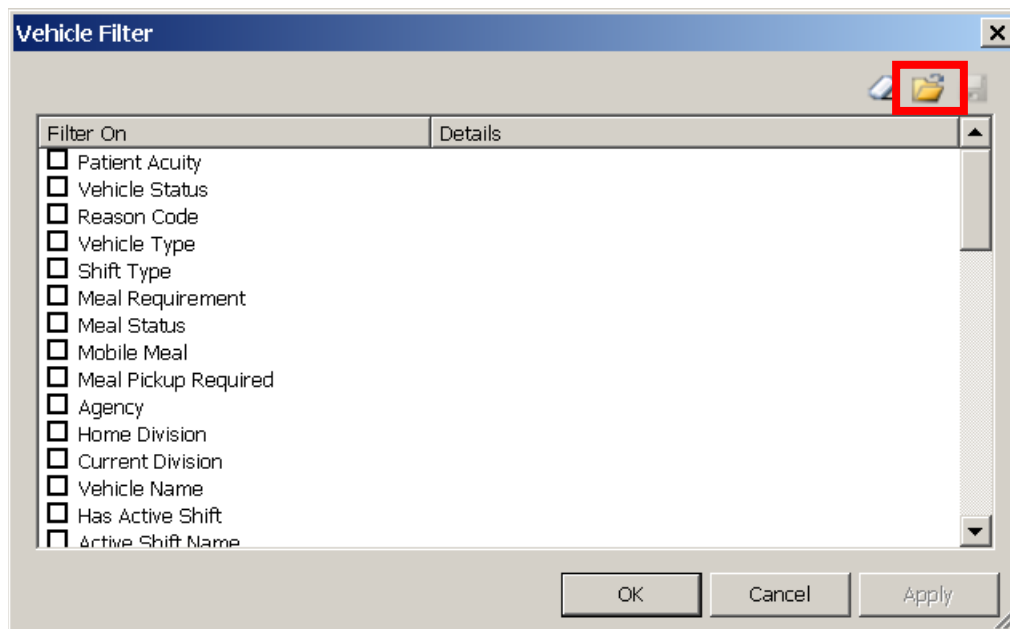 Vehicle Filter
Filter On Details
Patient Acuity
Vehicle Status
Reason Code
Vehicle Type
Shift Type
Meal Requirement
Meal Status
Mobile Meal
Meal Pickup Required
Agency
Home Division
Current Division
Vehicle Name
Has Active Shift
Active Shift Name
OK Cancel Apply